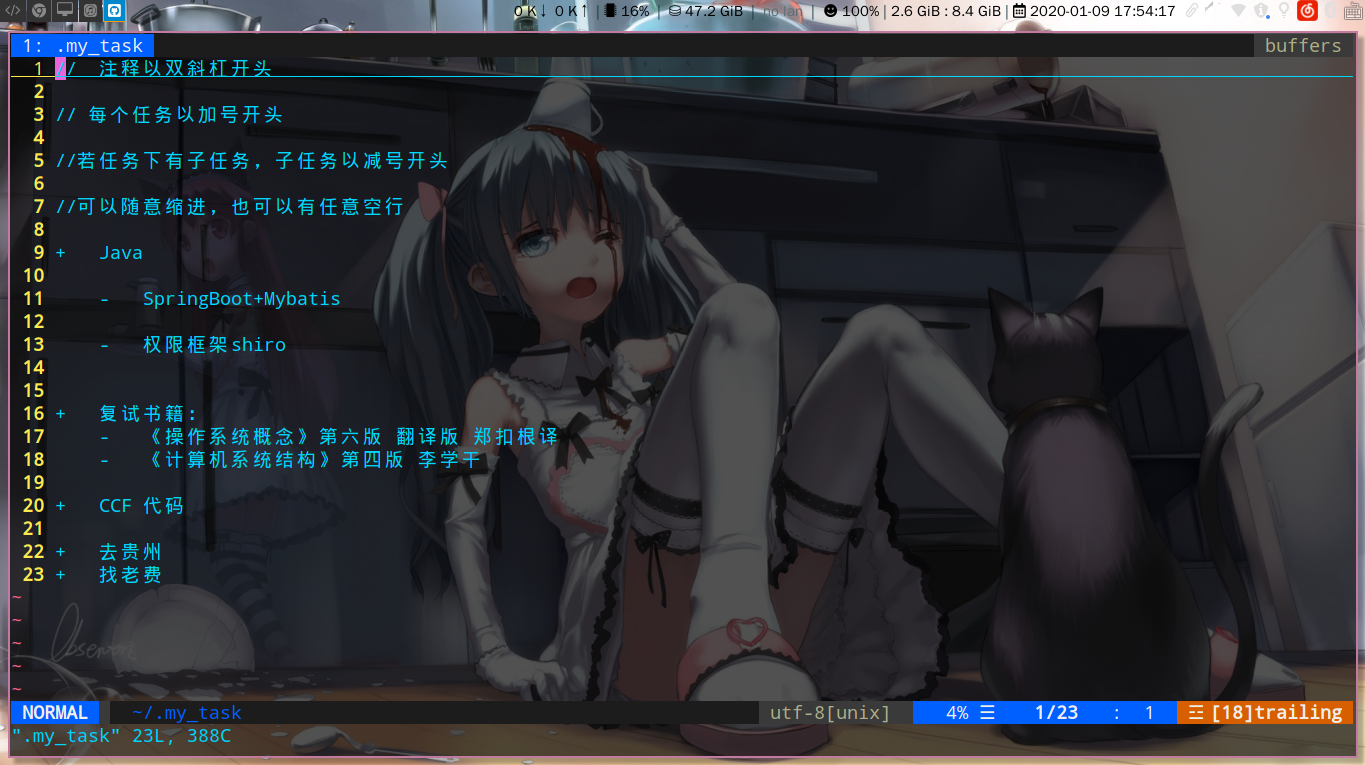 0 K↓ 0 K↑ | 16% | 47.2 GiB | no lan | 100% | 2.6 GiB : 8.4 GiB | 2020-01-09 17:54:17
1: .my_task buffers
1 // 注释以双斜杠开头
2
3 // 每个任务以加号开头
4
5 //若任务下有子任务，子任务以减号开头
6
7 //可以随意缩进，也可以有任意空行
8
9 + Java
10
11 - SpringBoot+Mybatis
12
13 - 权限框架shiro
14
15
16 + 复试书籍:
17 - 《操作系统概念》第六版 翻译版 郑扣根译
18 - 《计算机系统结构》第四版 李学干
19
20 + CCF 代码
21
22 + 去贵州
23 + 找老费
~
~
~
~
~
NORMAL ~/.my_task utf-8[unix] 4% ☰ 1/23 : 1 Ξ [18]trailing
".my_task" 23L, 388C